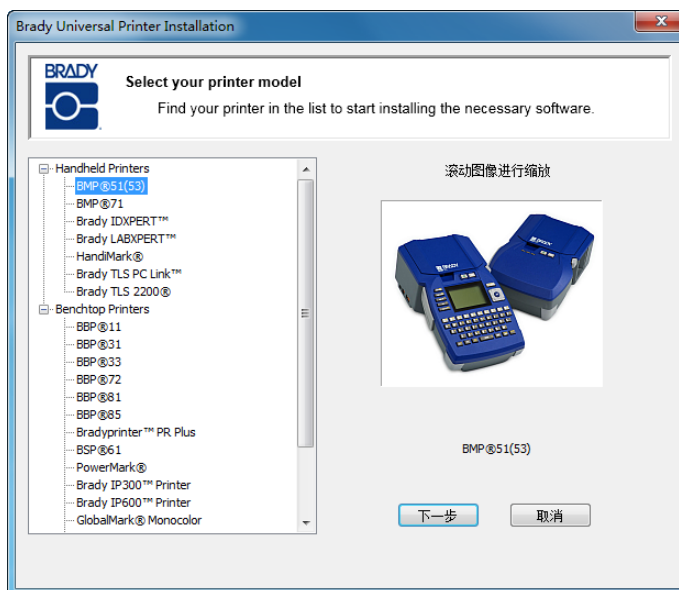 Brady Universal Printer Installation
BRADY
Select your printer model
Find your printer in the list to start installing the necessary software.
Handheld Printers
BMP®51(53)
BMP®71
Brady IDXPERT™
Brady LABXPERT™
HandiMark®
Brady TLS PC Link™
Brady TLS 2200®
Benchtop Printers
BBP®11
BBP®31
BBP®33
BBP®72
BBP®81
BBP®85
Bradyprinter™ PR Plus
BSP®61
PowerMark®
Brady IP300™ Printer
Brady IP600™ Printer
GlobalMark® Monocolor
滚动图像进行缩放
BMP®51(53)
下一步
取消